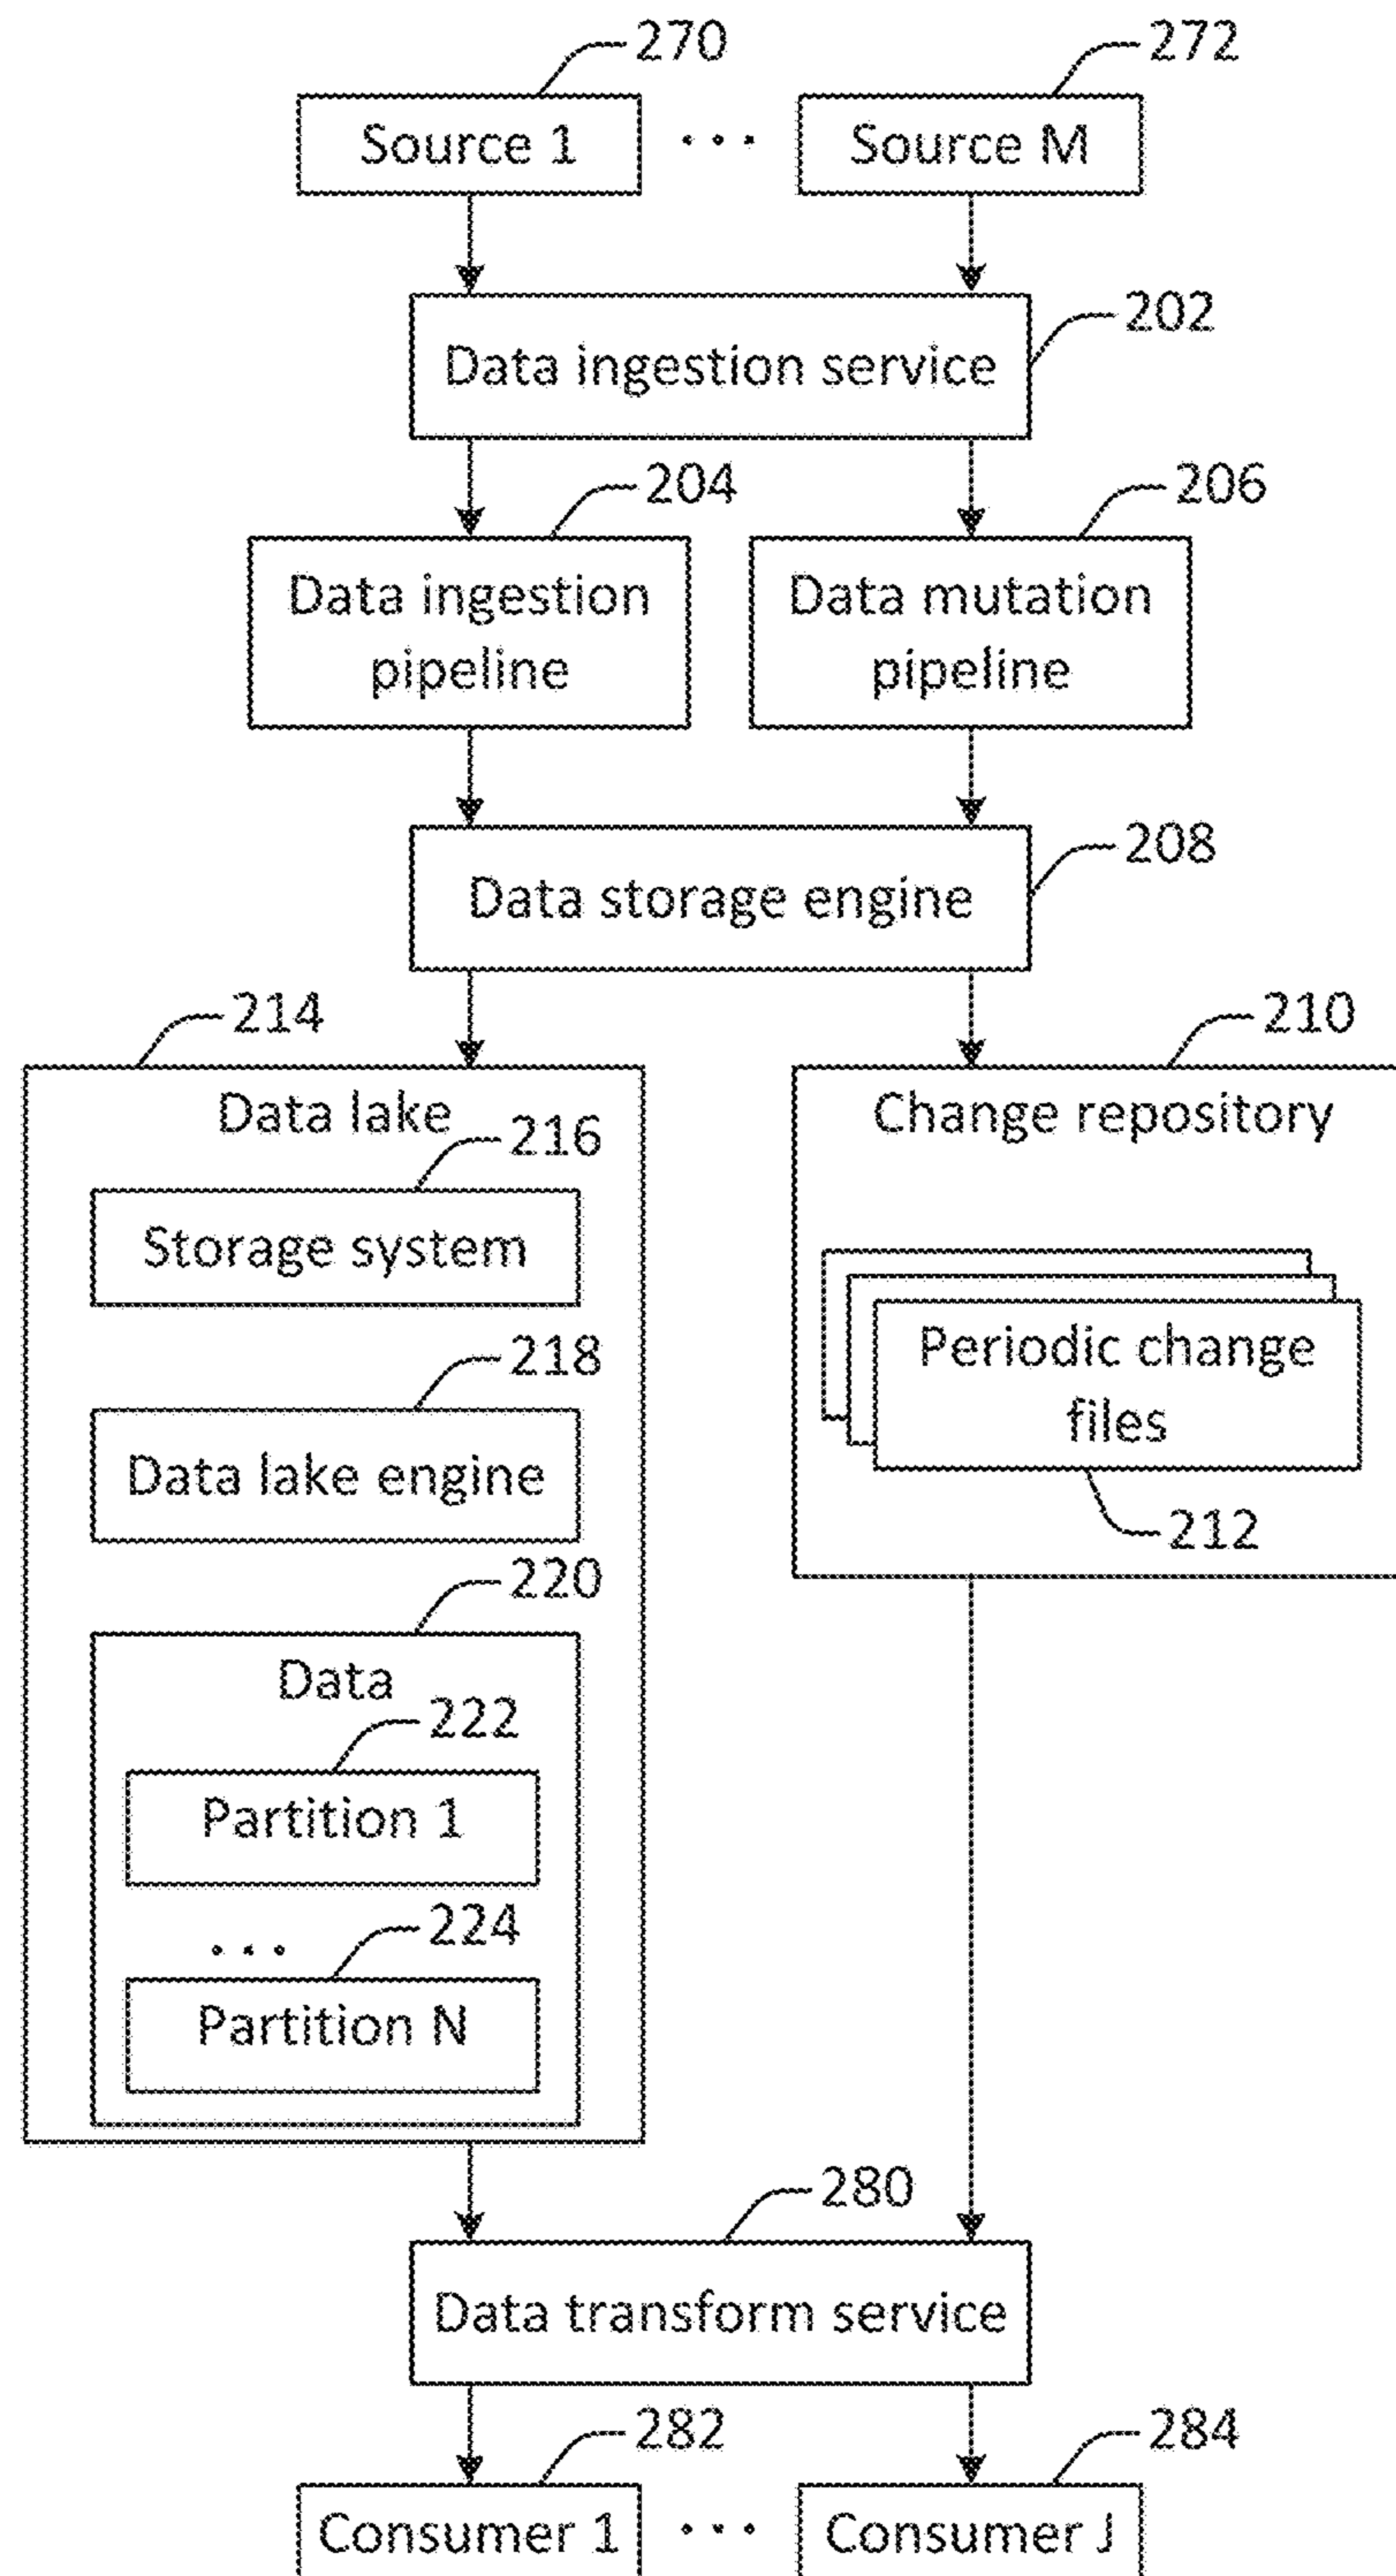 270
272
Source 1
• • •
Source M
202
Data ingestion service
204
206
Data ingestion
pipeline
Data mutation
pipeline
208
Data storage engine
214
210
Data lake
Change repository
216
Storage system
218
Data lake engine
Periodic change
files
212
220
Data
222
Partition 1
224
• • •
Partition N
280
Data transform service
282
284
Consumer 1
• • •
Consumer J